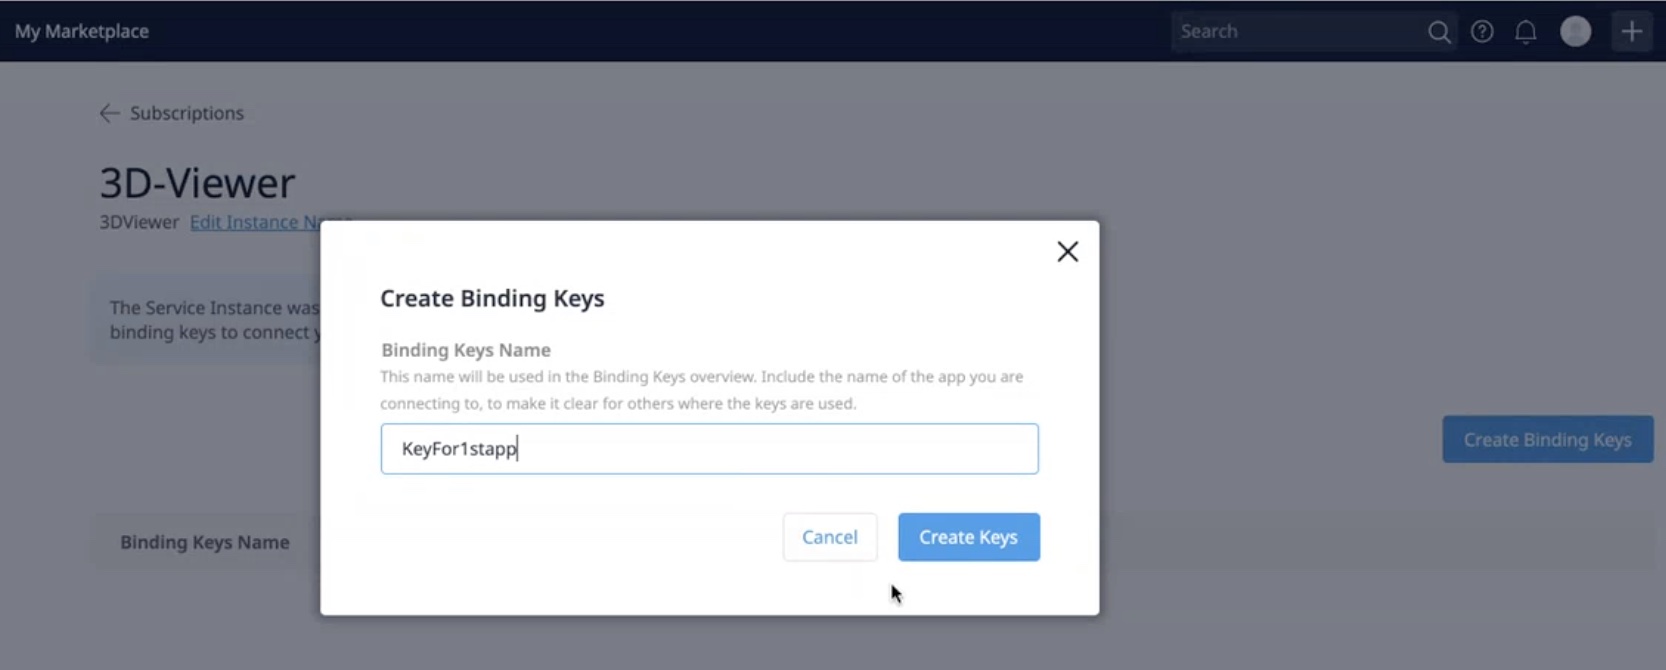 My Marketplace
Search
Subscriptions
3D-Viewer
3DViewer Edit Instance
The Service Instance was
binding keys to connect
Create Binding Keys
Binding Keys Name
This name will be used in the Binding Keys overview. Include the name of the app you are
connecting to, to make it clear for others where the keys are used.
KeyFor1stapp
Cancel
Create Keys
Create Binding Keys
Binding Keys Name